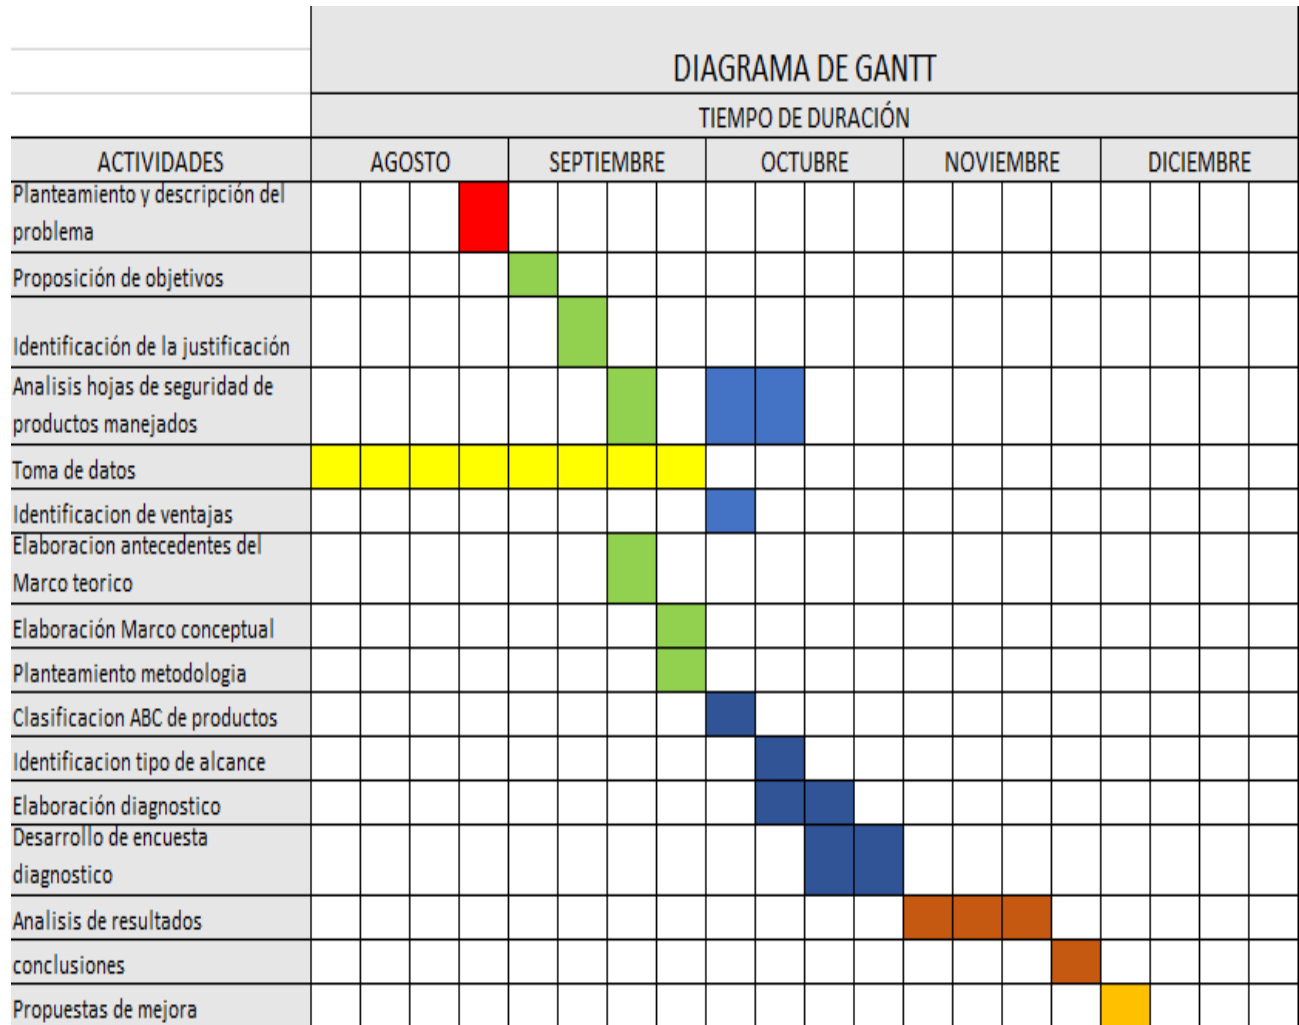 DIAGRAMA DE GANTT
TIEMPO DE DURACIÓN
ACTIVIDADES AGOSTO SEPTIEMBRE OCTUBRE NOVIEMBRE DICIEMBRE
Planteamiento y descripción del
problema
Proposición de objetivos
Identificación de la justificación
Analisis hojas de seguridad de
productos manejados
Toma de datos
Identificacion de ventajas
Elaboracion antecedentes del
Marco teorico
Elaboración Marco conceptual
Planteamiento metodologia
Clasificacion ABC de productos
Identificacion tipo de alcance
Elaboración diagnostico
Desarrollo de encuesta
diagnostico
Analisis de resultados
conclusiones
Propuestas de mejora